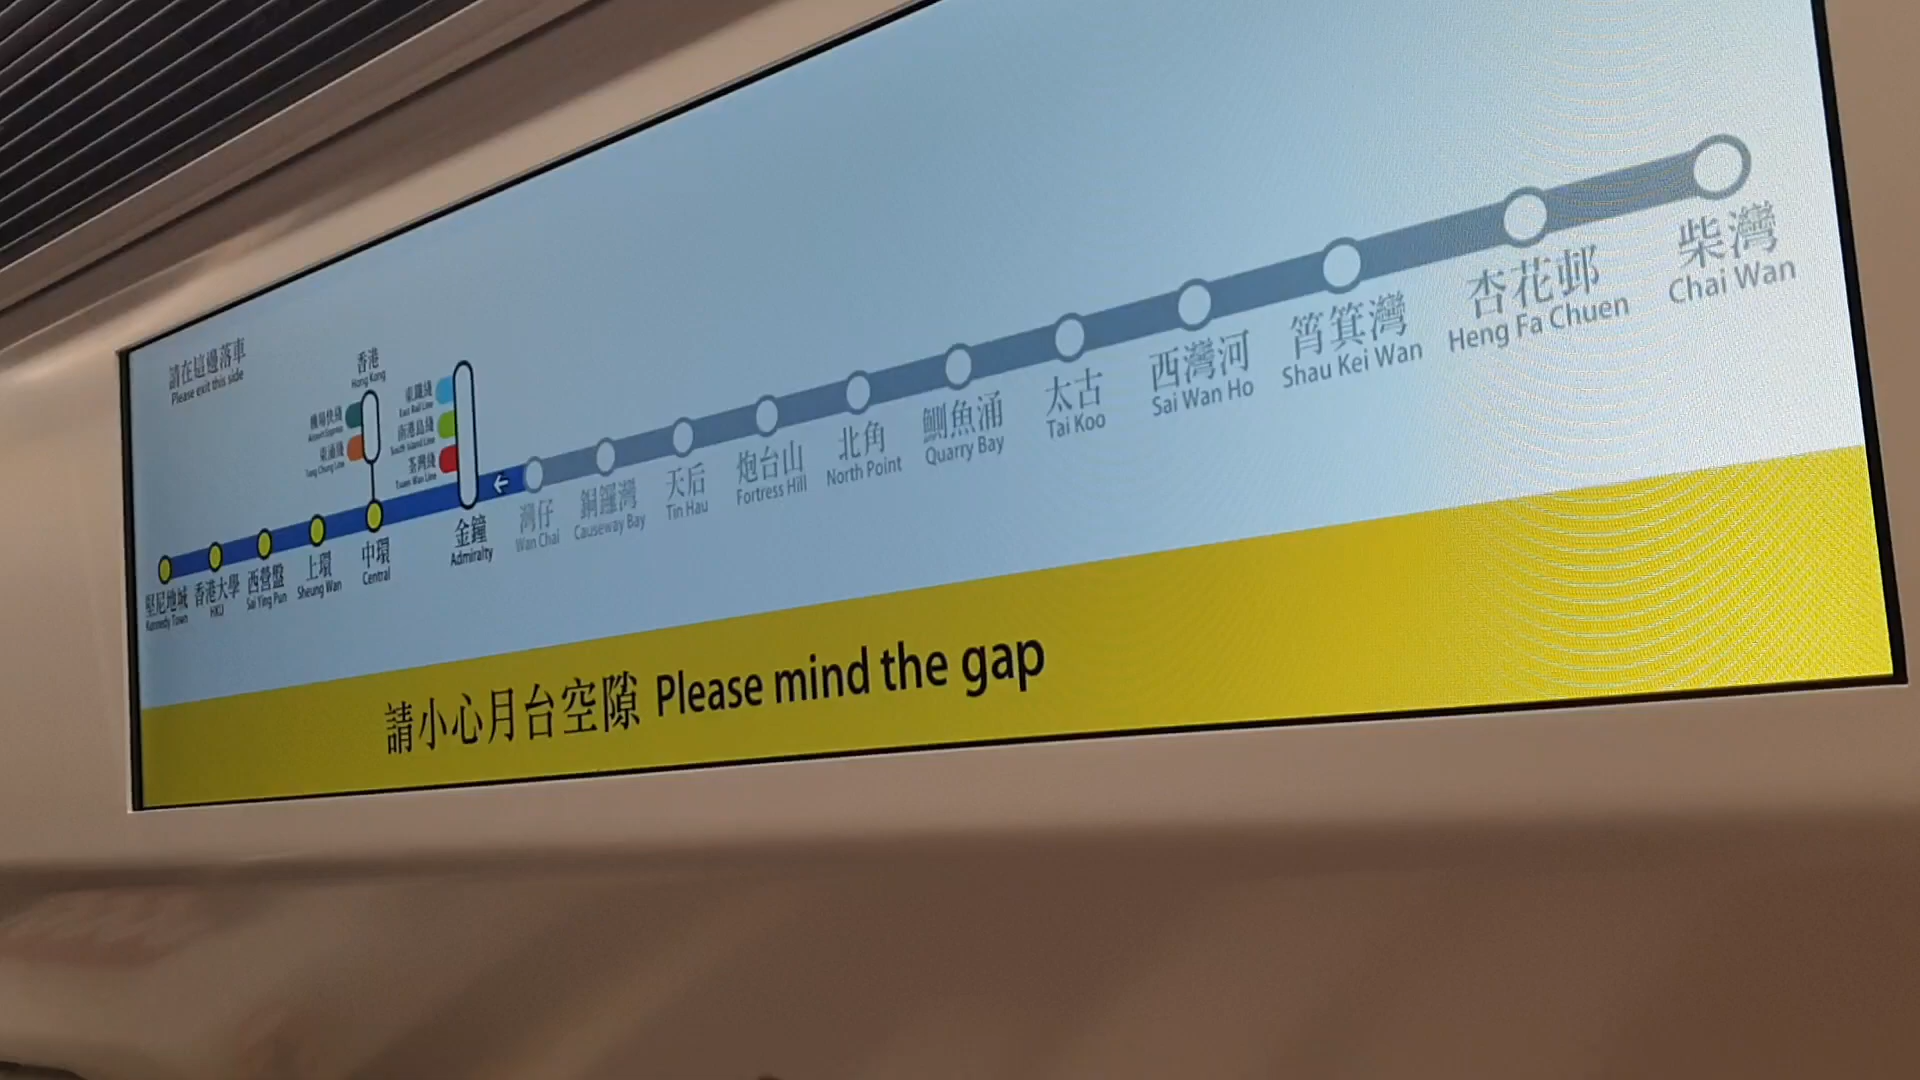 請在這邊落車
Please exit this side
香港
Hong Kong
機場快綫
Airport Express
東涌綫
Tung Chung Line
東鐵綫
East Rail Line
南港島綫
South Island Line
荃灣綫
Tsuen Wan Line
堅尼地城
Kennedy Town
香港大學
HKU
西營盤
Sai Ying Pun
上環
Sheung Wan
中環
Central
金鐘
Admiralty
灣仔
Wan Chai
銅鑼灣
Causeway Bay
天后
Tin Hau
炮台山
Fortress Hill
北角
North Point
鰂魚涌
Quarry Bay
太古
Tai Koo
西灣河
Sai Wan Ho
筲箕灣
Shau Kei Wan
杏花邨
Heng Fa Chuen
柴灣
Chai Wan
請小心月台空隙 Please mind the gap